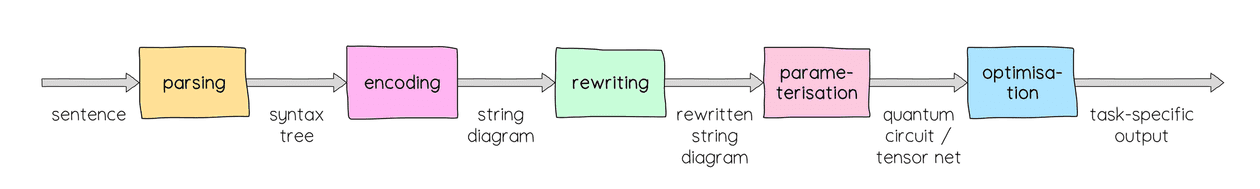 parsing
encoding
rewriting
parame-
terisation
optimisa-
tion
sentence
syntax
tree
string
diagram
rewritten
string
diagram
quantum
circuit /
tensor net
task-specific
output